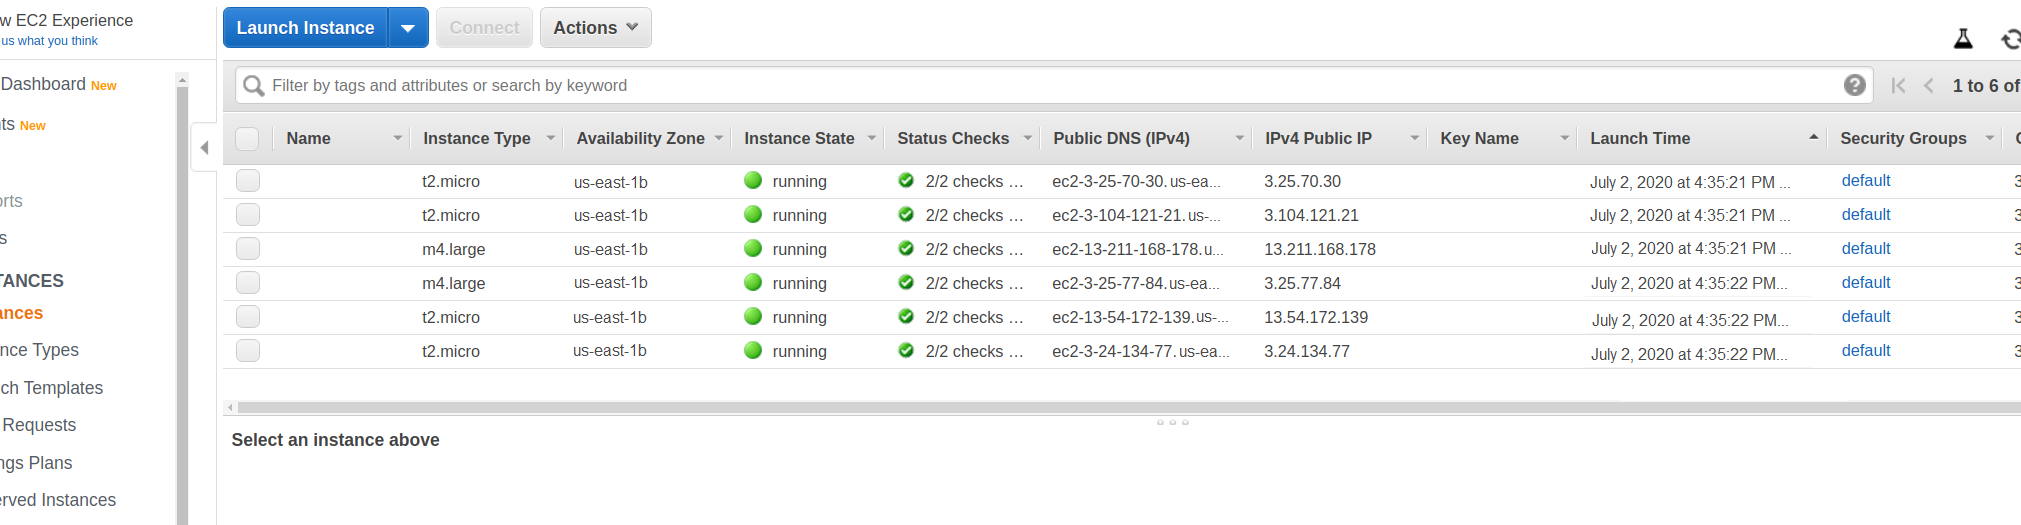 w EC2 Experience
us what you think
Launch Instance Connect Actions
Filter by tags and attributes or search by keyword ? 1 to 6 of
Dashboard New
nts New
orts
s
TANCES
ances
nce Types
ch Templates
Requests
ngs Plans
erved Instances
Name Instance Type Availability Zone Instance State Status Checks Public DNS (IPv4) IPv4 Public IP Key Name Launch Time Security Groups
t2.micro us-east-1b running 2/2 checks ... ec2-3-25-70-30.us-ea... 3.25.70.30 July 2, 2020 at 4:35:21 PM ... default 3
t2.micro us-east-1b running 2/2 checks ... ec2-3-104-121-21.us-... 3.104.121.21 July 2, 2020 at 4:35:21 PM ... default 3
m4.large us-east-1b running 2/2 checks ... ec2-13-211-168-178.u... 13.211.168.178 July 2, 2020 at 4:35:21 PM ... default 3
m4.large us-east-1b running 2/2 checks ... ec2-3-25-77-84.us-ea... 3.25.77.84 July 2, 2020 at 4:35:22 PM... default 3
t2.micro us-east-1b running 2/2 checks ... ec2-13-54-172-139.us-... 13.54.172.139 July 2, 2020 at 4:35:22 PM... default 3
t2.micro us-east-1b running 2/2 checks ... ec2-3-24-134-77.us-ea... 3.24.134.77 July 2, 2020 at 4:35:22 PM... default 3
Select an instance above